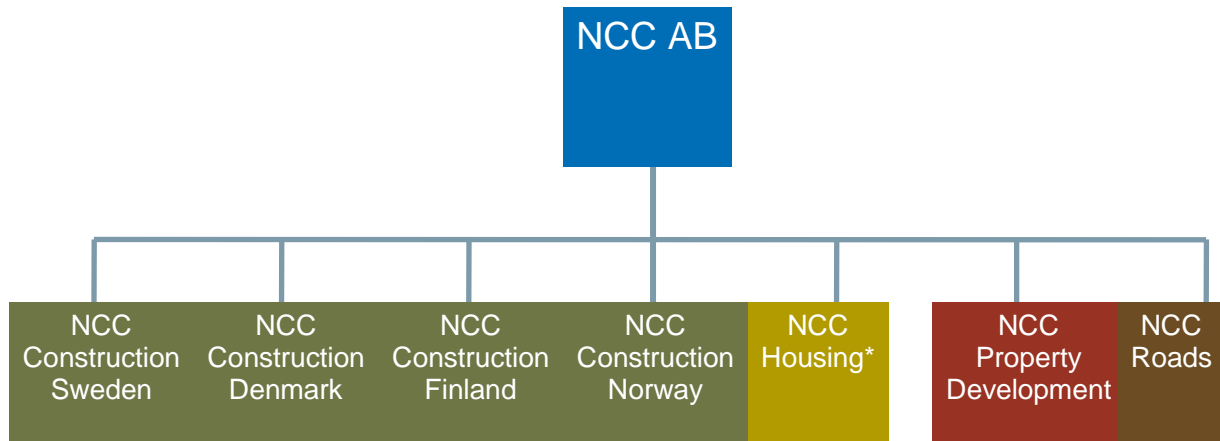 NCC AB
NCC
Construction
Sweden
NCC
Construction
Denmark
NCC
Construction
Finland
NCC
Construction
Norway
NCC
Housing*
NCC
Property
Development
NCC
Roads